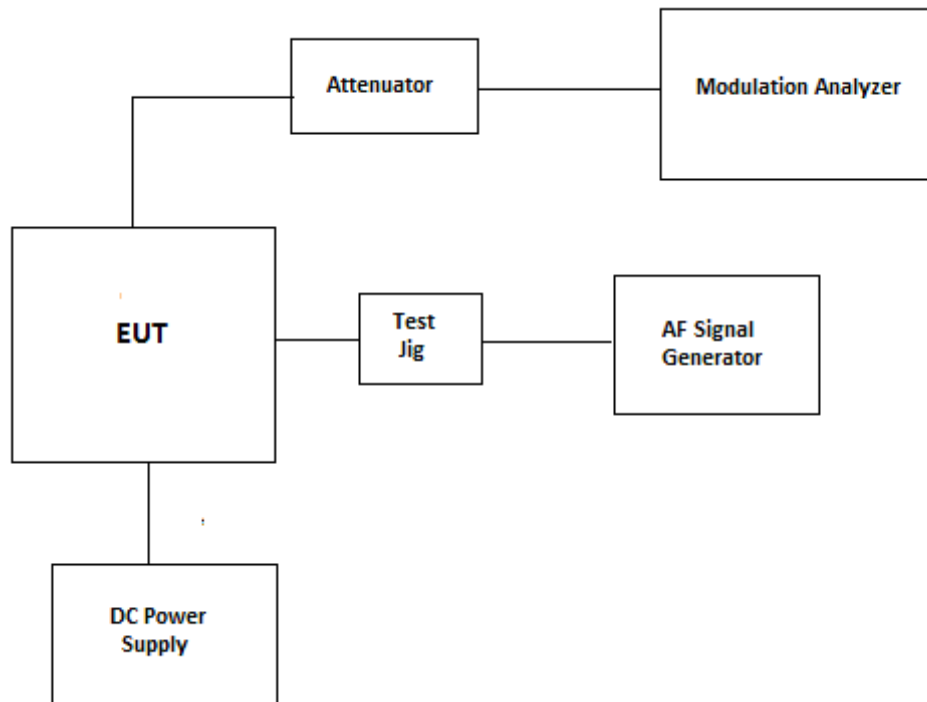 Attenuator
Modulation Analyzer
EUT
Test
Jig
AF Signal
Generator
DC Power
Supply